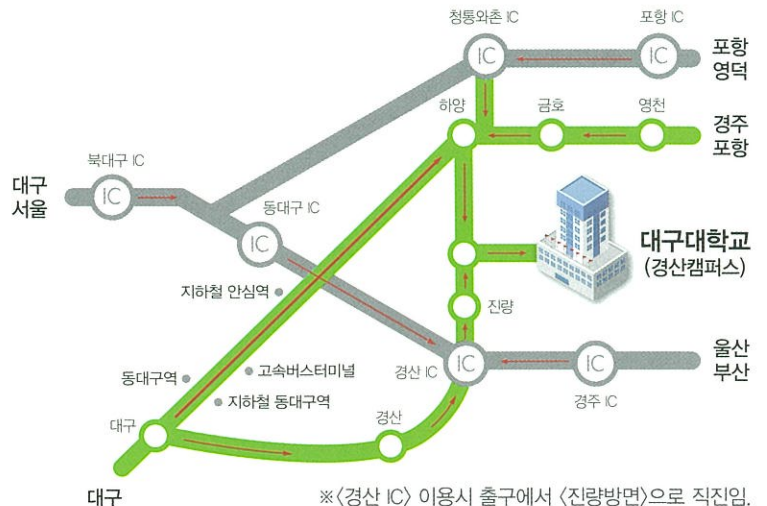 청통와촌 IC
포항 IC
IC
IC
포항
영덕
하양
금호
영천
경주
포항
북대구 IC
대구
서울
IC
동대구 IC
IC
대구대학교
(경산캠퍼스)
지하철 안심역
진량
동대구역
고속버스터미널
경산 IC
IC
IC
울산
부산
지하철 동대구역
경주 IC
대구
경산
대구
※〈경산 IC〉 이용시 출구에서 〈진량방면〉으로 직진임.